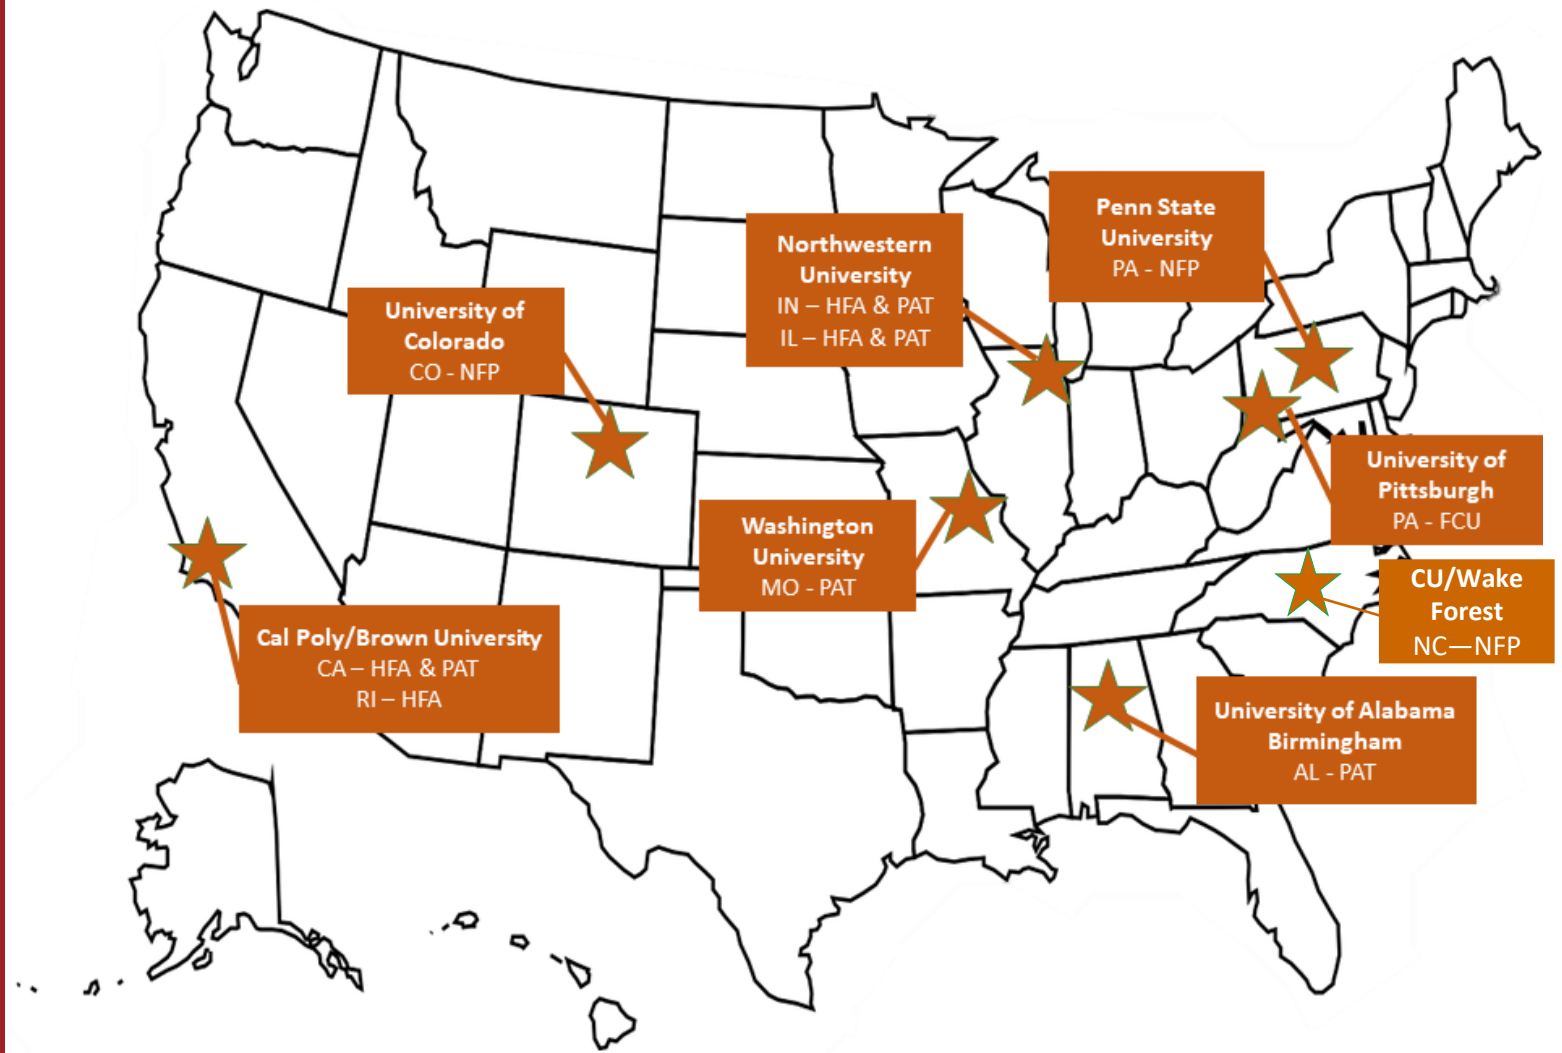 Penn State
University
PA - NFP
Northwestern
University
IN – HFA & PAT
IL – HFA & PAT
University of
Colorado
CO - NFP
University of
Pittsburgh
PA - FCU
Washington
University
MO - PAT
CU/Wake
Forest
NC—NFP
Cal Poly/Brown University
CA – HFA & PAT
RI – HFA
University of Alabama
Birmingham
AL - PAT